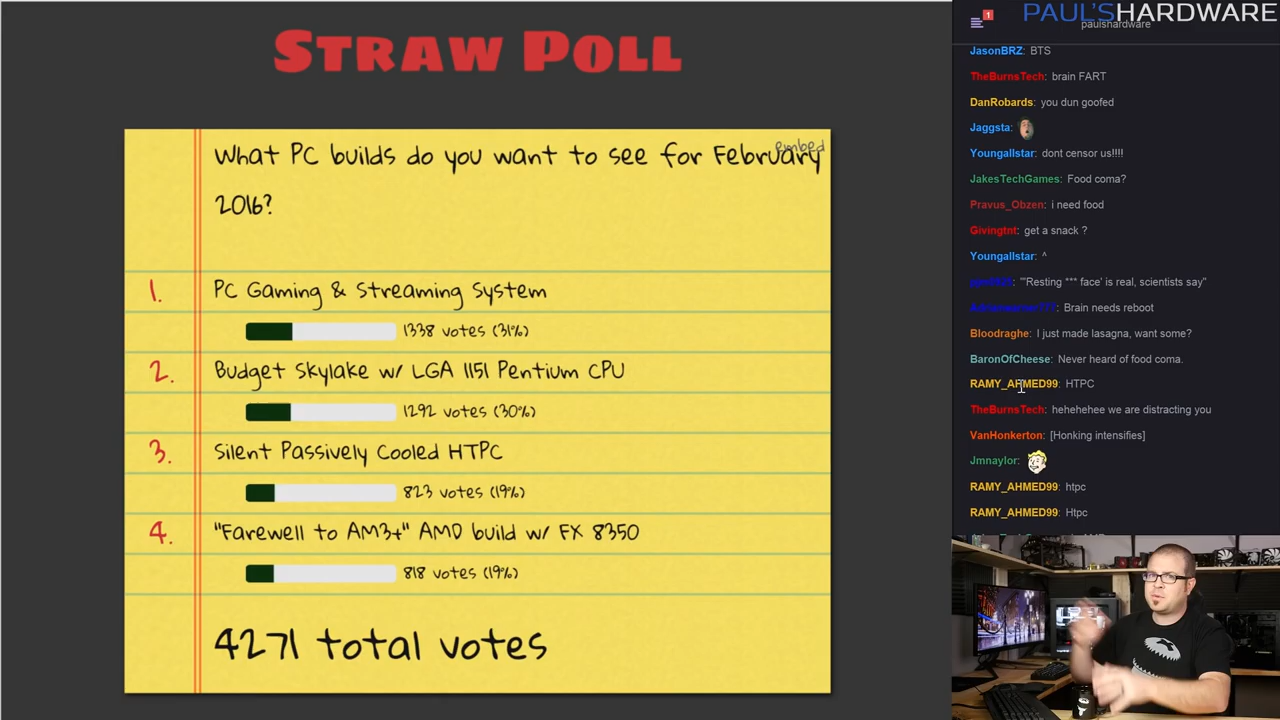 STRAW POLL
embed
What PC builds do you want to see for February
2016?
1. PC Gaming & Streaming System
1338 votes (31%)
2. Budget Skylake w/ LGA 1151 Pentium CPU
1292 votes (30%)
3. Silent Passively Cooled HTPC
823 votes (19%)
4. "Farewell to AM3+" AMD build w/ FX 8350
818 votes (19%)
4271 total votes
1
PAUL'SHARDWARE
paulshardware
JasonBRZ: BTS
TheBurnsTech: brain FART
DanRobards: you dun goofed
Jaggsta:
Youngallstar: dont censor us!!!!
JakesTechGames: Food coma?
Pravus_Obzen: i need food
Givingtnt: get a snack ?
Youngallstar: ^
"'Resting *** face' is real, scientists say"
Brain needs reboot
Bloodraghe: I just made lasagna, want some?
BaronOfCheese: Never heard of food coma.
RAMY_AHMED99: HTPC
TheBurnsTech: hehehehee we are distracting you
VanHonkerton: [Honking intensifies]
Jmnaylor:
RAMY_AHMED99: htpc
RAMY_AHMED99: Htpc